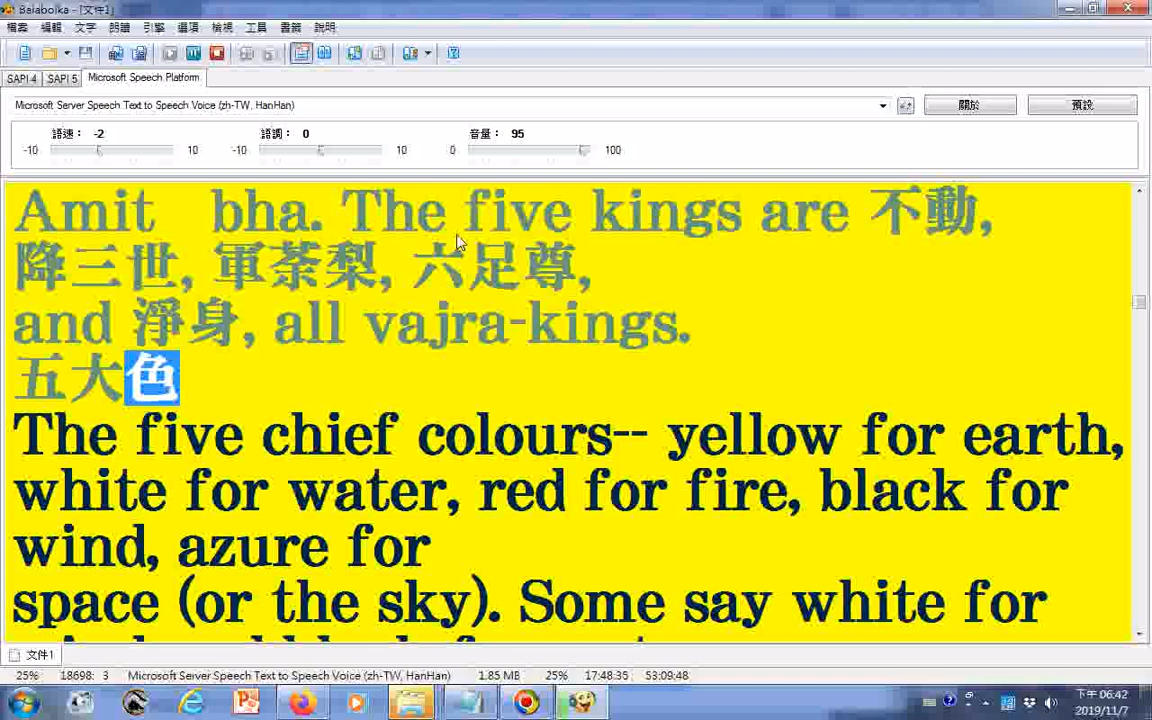 Balabolka - [文件1]
檔案 編輯 文字 朗讀 引擎 選項 檢視 工具 書籤 說明
SAPI 4 SAPI 5 Microsoft Speech Platform
Microsoft Server Speech Text to Speech Voice (zh-TW, HanHan) 關於 預設
語速： -2 語調： 0 音量： 95
-10 10 -10 10 0 100
Amit bha. The five kings are 不動,
降三世, 軍荼梨, 六足尊,
and 淨身, all vajra-kings.
五大色
The five chief colours-- yellow for earth,
white for water, red for fire, black for
wind, azure for
space (or the sky). Some say white for
文件1
25% 18698: 3 Microsoft Server Speech Text to Speech Voice (zh-TW, HanHan) 1.85 MB 25% 17:48:35 53:09:48
下午 06:42
2019/11/7